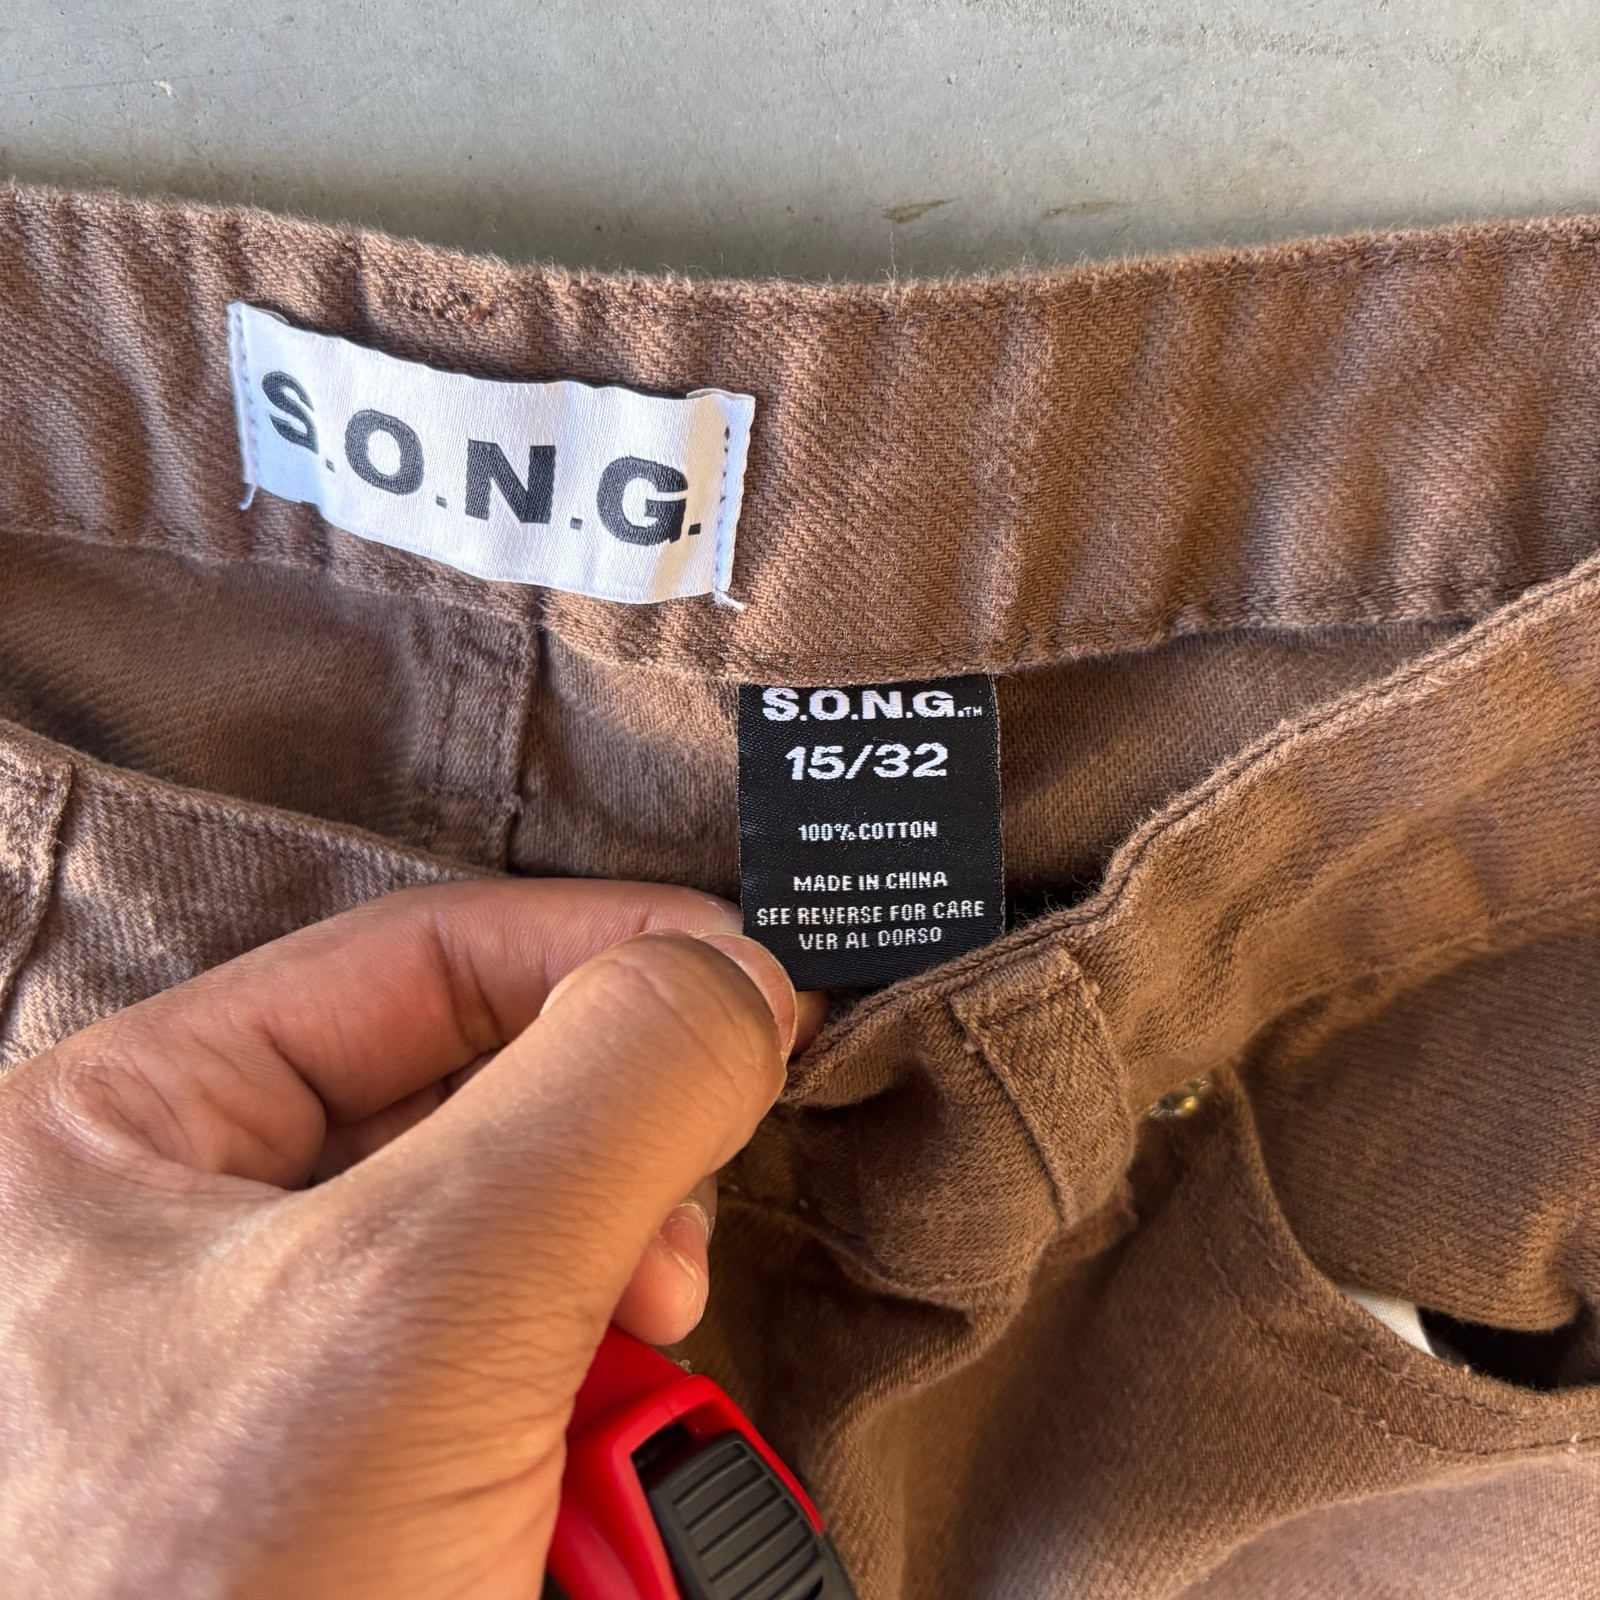 S.O.N.G.
S.O.N.G.™
15/32
100% COTTON
MADE IN CHINA
SEE REVERSE FOR CARE
VER AL DORSO